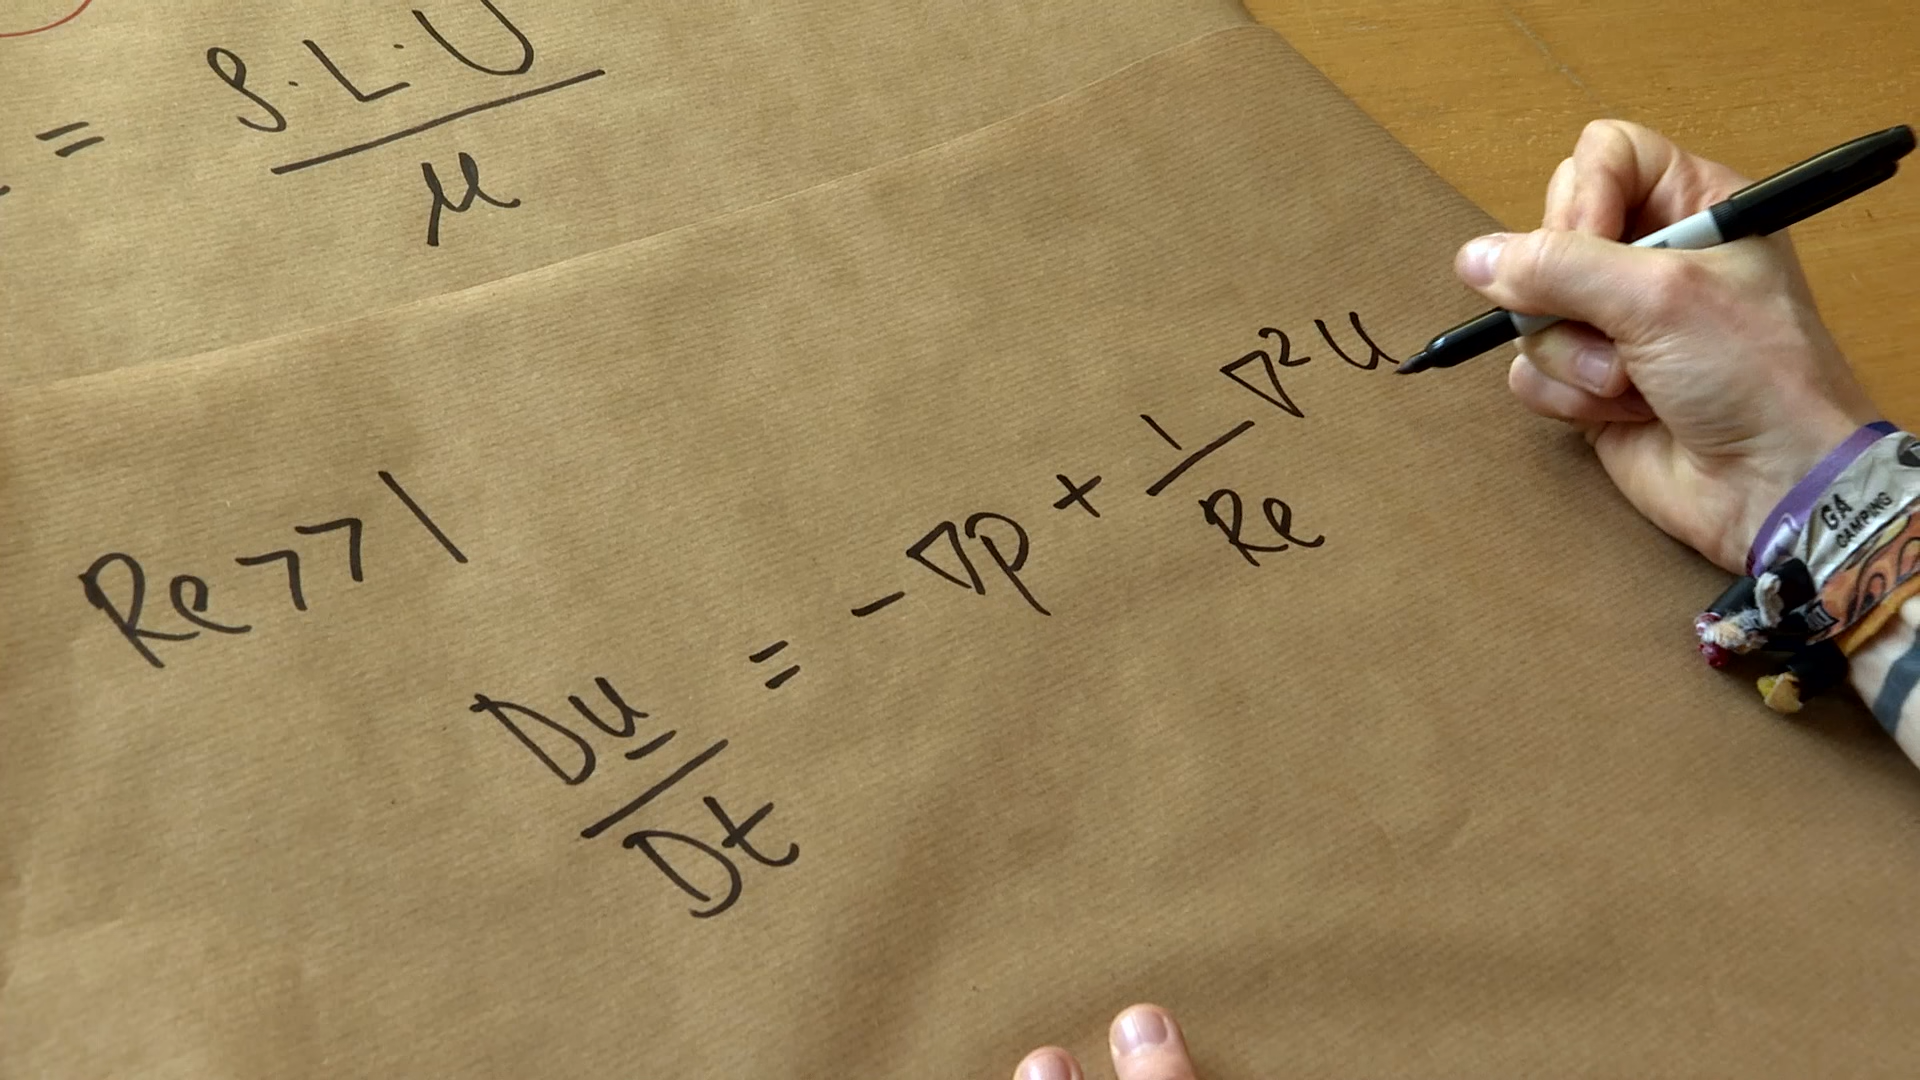 = ρ·L·U
μ
Re >> 1
Du/Dt = -∇p + 1/Re ∇²u
GA
CAMPING